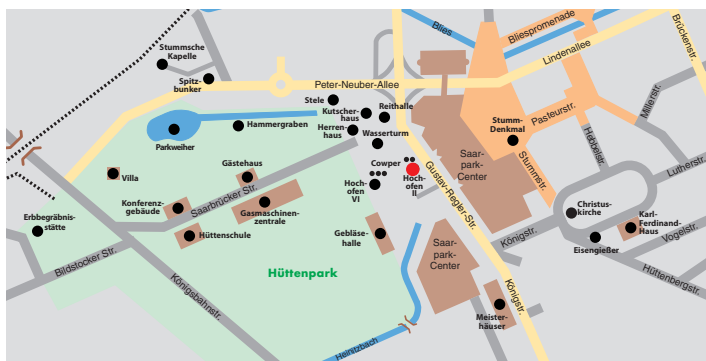 Stummsche
Kapelle
Spitz-
bunker
Blies
Bliespromenade
Lindenallee
Brückenstr.
Peter-Neuber-Allee
Stele
Kutscher-
haus
Reithalle
Herren-
haus
Wasserturm
Hammergraben
Parkweiher
Stumm-
Denkmal
Pasteurstr.
Hebbelstr.
Millerstr.
Lutherstr.
Saar-
park-
Center
Stummstr.
Cowper
Hoch-
ofen
II
Hoch-
ofen
VI
Gustav-Regler-Str.
Gästehaus
Villa
Saarbrücker Str.
Konferenz-
gebäude
Gasmaschinen-
zentrale
Hüttenschule
Erbbegräbnis-
stätte
Bildstocker Str.
Königsbahnstr.
Gebläse-
halle
Saar-
park-
Center
Königstr.
Christus-
kirche
Karl-
Ferdinand-
Haus
Vogelstr.
Eisengießer
Hüttenbergstr.
Hüttenpark
Königstr.
Meister-
häuser
Heinitzbach